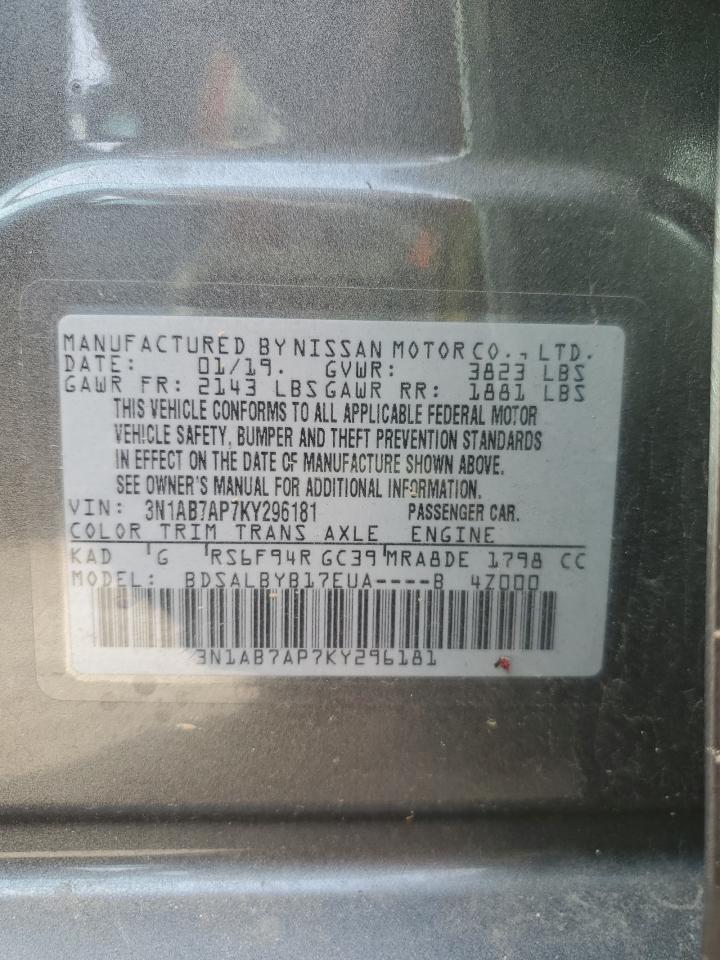 MANUFACTURED BY NISSAN MOTOR CO., LTD.
DATE: 01/19. GVWR: 3823 LBS
GAWR FR: 2143 LBS GAWR RR: 1881 LBS
THIS VEHICLE CONFORMS TO ALL APPLICABLE FEDERAL MOTOR
VEHICLE SAFETY, BUMPER AND THEFT PREVENTION STANDARDS
IN EFFECT ON THE DATE OF MANUFACTURE SHOWN ABOVE.
SEE OWNER'S MANUAL FOR ADDITIONAL INFORMATION.
VIN: 3N1AB7AP7KY296181 PASSENGER CAR.
COLOR TRIM TRANS AXLE ENGINE
KAD G RS6F94R GC39 MRA8DE 1798 CC
MODEL: BDSALBYB17EUA----B 4Z000
3N1AB7AP7KY296181